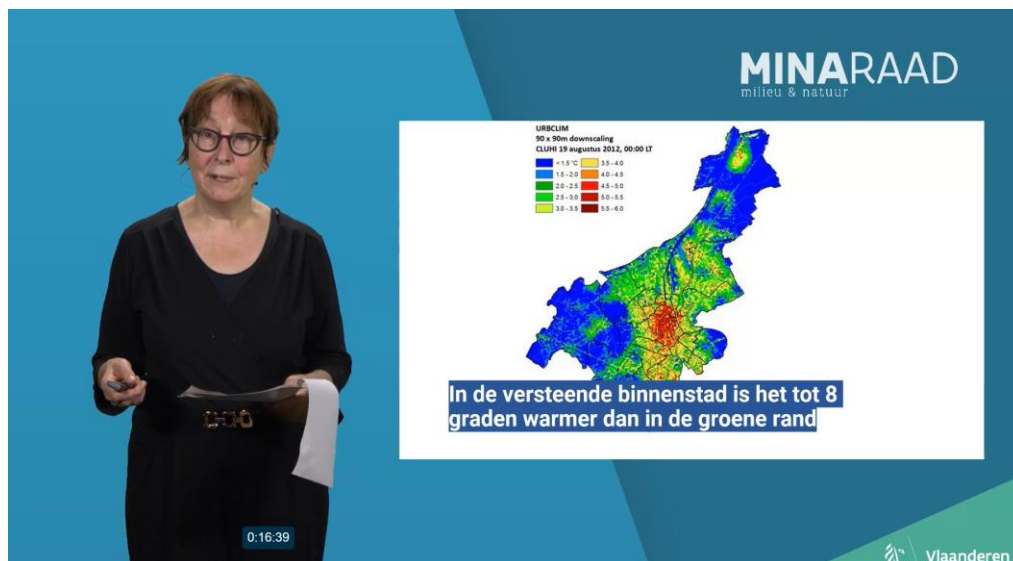 MINARAAD
milieu & natuur
URBCLIM
90 x 90m downscaling
CLUHI 19 augustus 2012, 00:00 LT
< 1.5 °C 3.5 - 4.0
1.5 - 2.0 4.0 - 4.5
2.0 - 2.5 4.5 - 5.0
2.5 - 3.0 5.0 - 5.5
3.0 - 3.5 5.5 - 6.0
In de versteende binnenstad is het tot 8
graden warmer dan in de groene rand
0:16:39
Vlaanderen